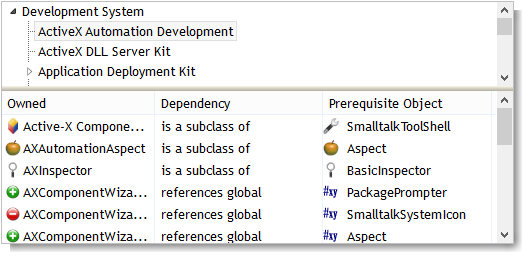 Development System
ActiveX Automation Development
ActiveX DLL Server Kit
Application Deployment Kit
Owned Dependency Prerequisite Object
Active-X Compone... is a subclass of SmalltalkToolShell
AXAutomationAspect is a subclass of Aspect
AXInspector is a subclass of BasicInspector
AXComponentWiza... references global #xy PackagePrompter
AXComponentWiza... references global #xy SmalltalkSystemIcon
AXComponentWiza... references global #xy Aspect